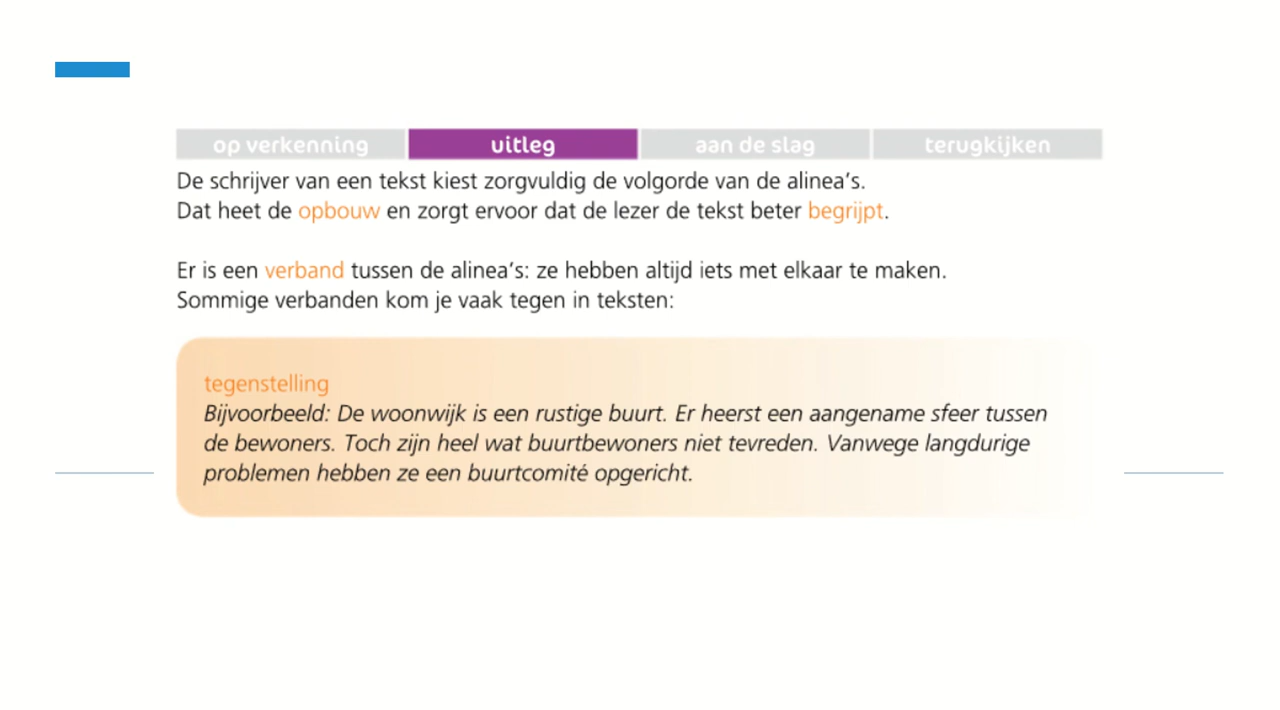 op verkenning uitleg aan de slag terugkijken
De schrijver van een tekst kiest zorgvuldig de volgorde van de alinea's.
Dat heet de opbouw en zorgt ervoor dat de lezer de tekst beter begrijpt.
Er is een verband tussen de alinea's: ze hebben altijd iets met elkaar te maken.
Sommige verbanden kom je vaak tegen in teksten:
tegenstelling
Bijvoorbeeld: De woonwijk is een rustige buurt. Er heerst een aangename sfeer tussen
de bewoners. Toch zijn heel wat buurtbewoners niet tevreden. Vanwege langdurige
problemen hebben ze een buurtcomité opgericht.